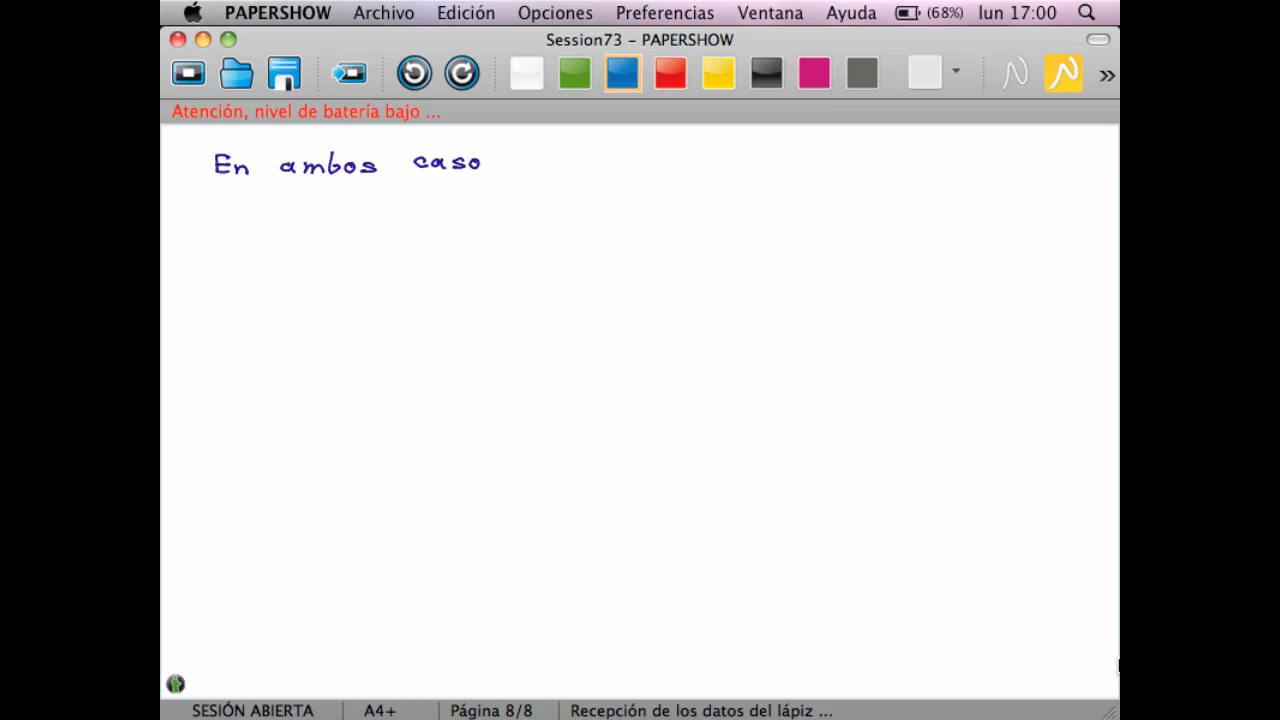 PAPERSHOW Archivo Edición Opciones Preferencias Ventana Ayuda (68%) lun 17:00
Session73 – PAPERSHOW
Atención, nivel de batería bajo ...
En ambos caso
SESIÓN ABIERTA A4+ Página 8/8 Recepción de los datos del lápiz ...